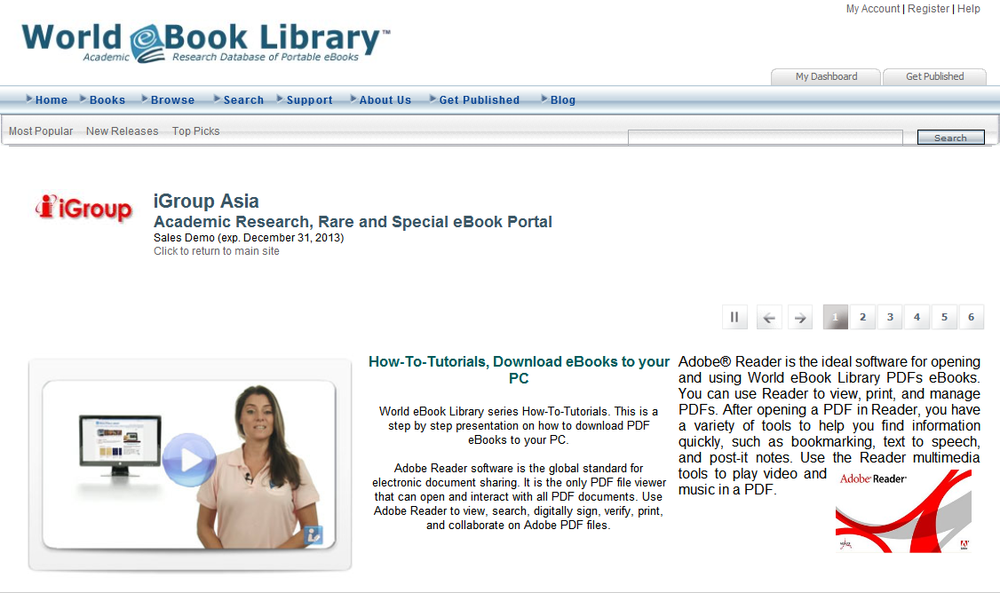 My Account | Register | Help
World eBook Library™
Academic Research Database of Portable eBooks
My Dashboard Get Published
Home Books Browse Search Support About Us Get Published Blog
Most Popular New Releases Top Picks Search
iGroup
iGroup Asia
Academic Research, Rare and Special eBook Portal
Sales Demo (exp. December 31, 2013)
Click to return to main site
1 2 3 4 5 6
How-To-Tutorials, Download eBooks to your
PC
World eBook Library series How-To-Tutorials. This is a
step by step presentation on how to download PDF
eBooks to your PC.
Adobe Reader software is the global standard for
electronic document sharing. It is the only PDF file viewer
that can open and interact with all PDF documents. Use
Adobe Reader to view, search, digitally sign, verify, print,
and collaborate on Adobe PDF files.
Adobe® Reader is the ideal software for opening
and using World eBook Library PDFs eBooks.
You can use Reader to view, print, and manage
PDFs. After opening a PDF in Reader, you have
a variety of tools to help you find information
quickly, such as bookmarking, text to speech,
and post-it notes. Use the Reader multimedia
tools to play video and
music in a PDF.
Adobe Reader